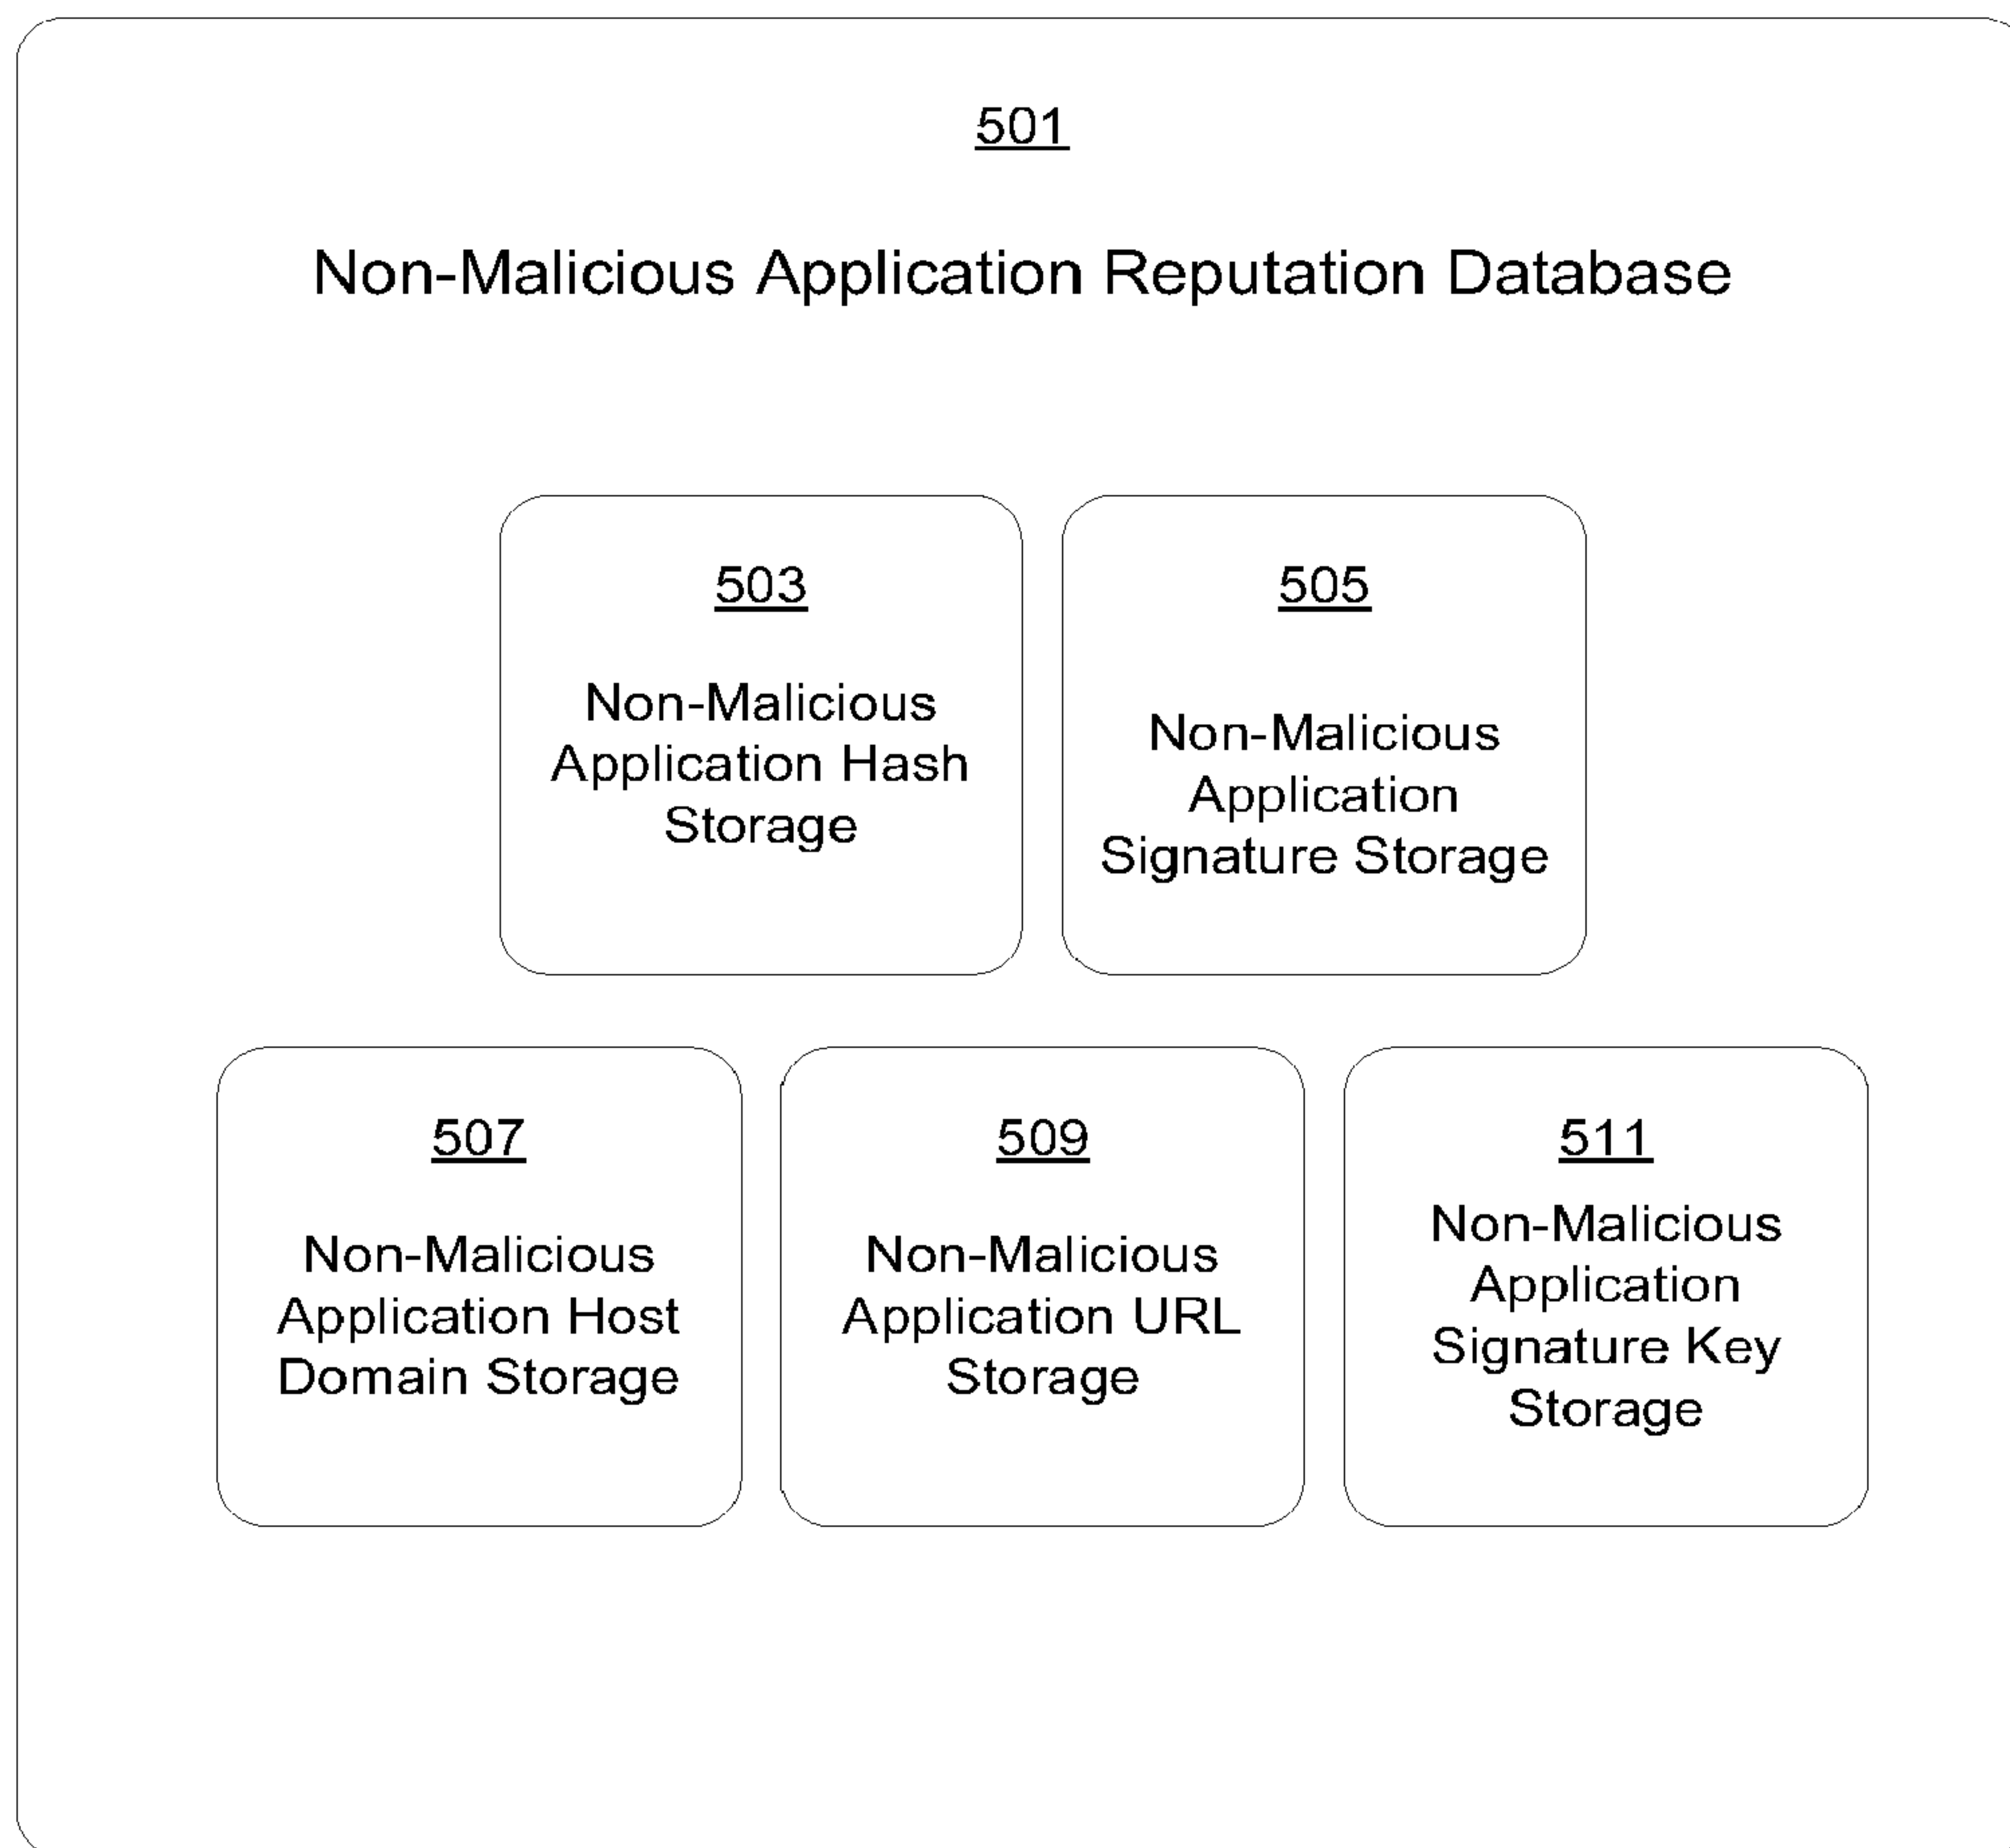 501
Non-Malicious Application Reputation Database
503
Non-Malicious
Application Hash
Storage
505
Non-Malicious
Application
Signature Storage
507
Non-Malicious
Application Host
Domain Storage
509
Non-Malicious
Application URL
Storage
511
Non-Malicious
Application
Signature Key
Storage